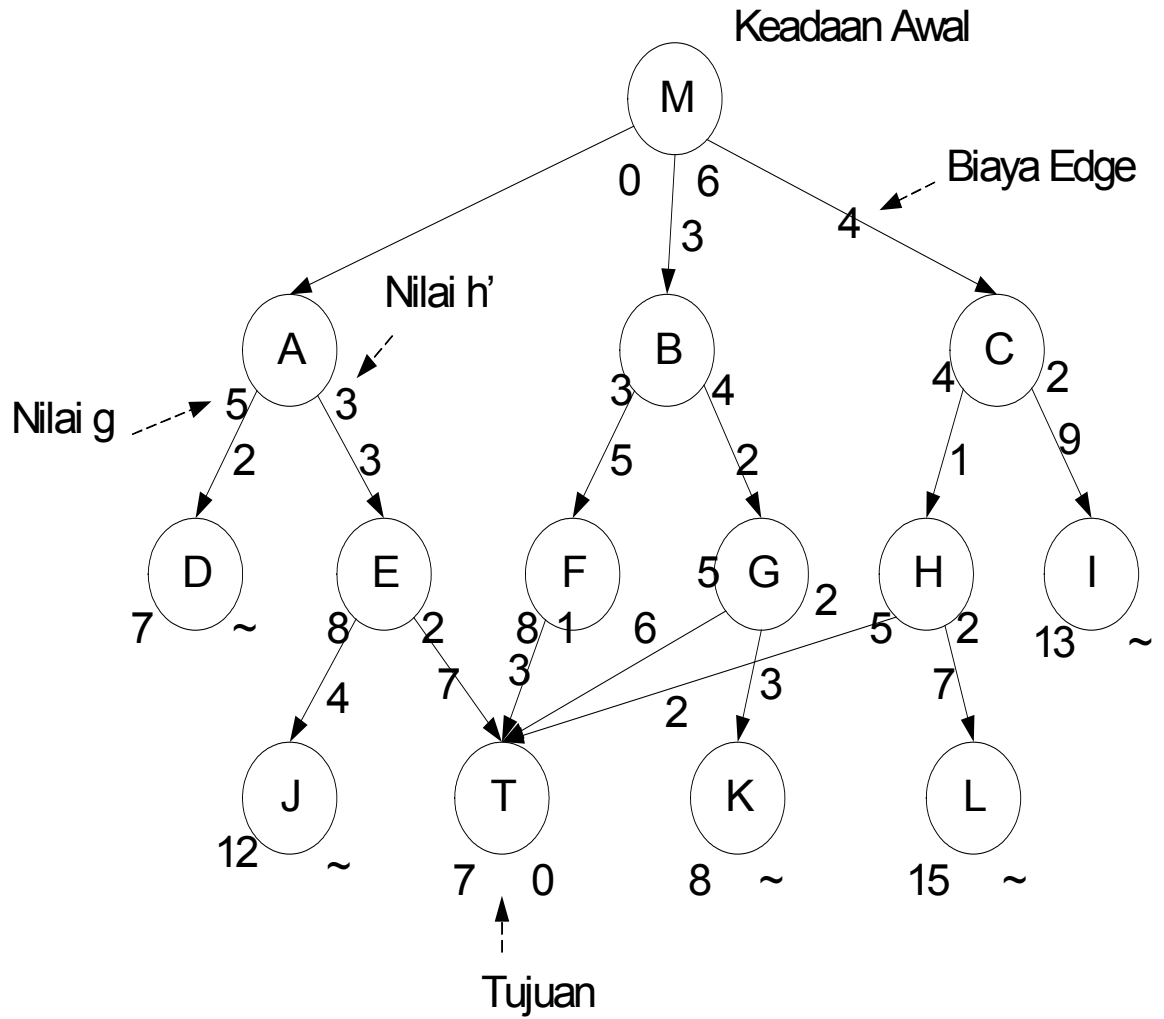 Keadaan Awal
M
Biaya Edge
0 6
4
3
Nilai h'
A B C
Nilai g
5 3 3 4 4 2
2 3 5 2 1 9
D E F G H I
5 2
7 ~ 8 2 8 1 6 5 2 13 ~
4 7 3 2 3 7
J T K L
12 ~ 7 0 8 ~ 15 ~
Tujuan